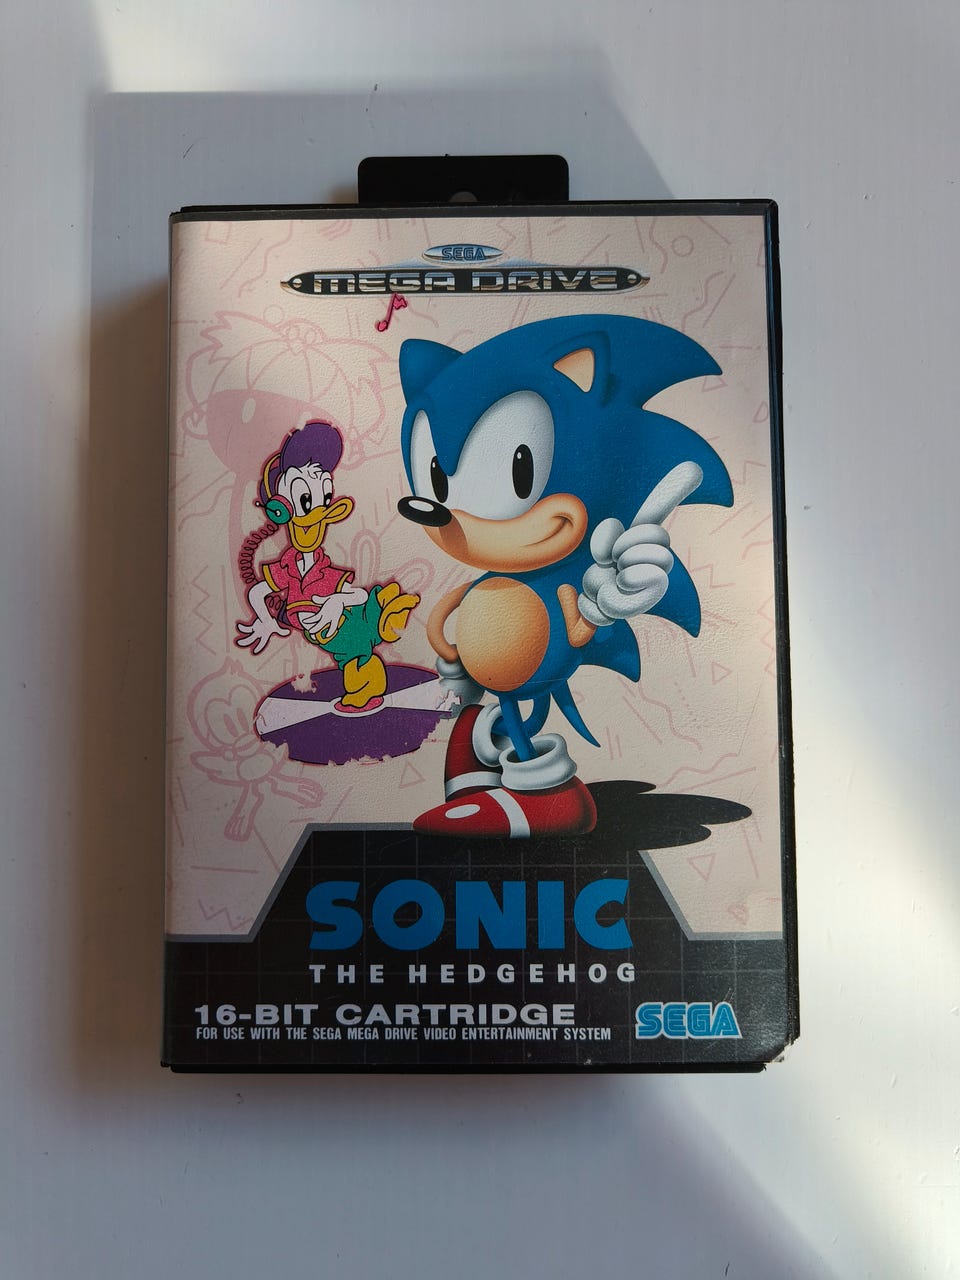 SEGA
MEGA DRIVE
SONIC
THE HEDGEHOG
16-BIT CARTRIDGE
FOR USE WITH THE SEGA MEGA DRIVE VIDEO ENTERTAINMENT SYSTEM
SEGA